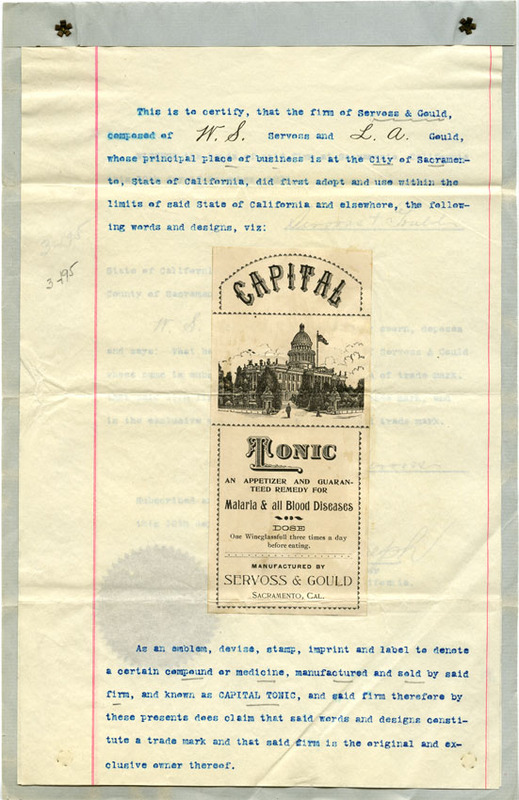 This is to certify, that the firm of Servoss & Gould,
composed of W. S. Servoss and L. A. Gould,
whose principal place of business is at the City of Sacramen-
to, State of California, did first adopt and use within the
limits of said State of California and elsewhere, the follow-
ing words and designs, viz:
3495
CAPITAL
TONIC
AN APPETIZER AND GUARAN-
TEED REMEDY FOR
Malaria & all Blood Diseases
DOSE
One Wineglassfull three times a day
before eating.
MANUFACTURED BY
SERVOSS & GOULD
SACRAMENTO, CAL.
As an emblem, devise, stamp, imprint and label to denote
a certain compound or medicine, manufactured and sold by said
firm, and known as CAPITAL TONIC, and said firm therefore by
these presents does claim that said words and designs consti-
tute a trade mark and that said firm is the original and ex-
clusive owner thereof.